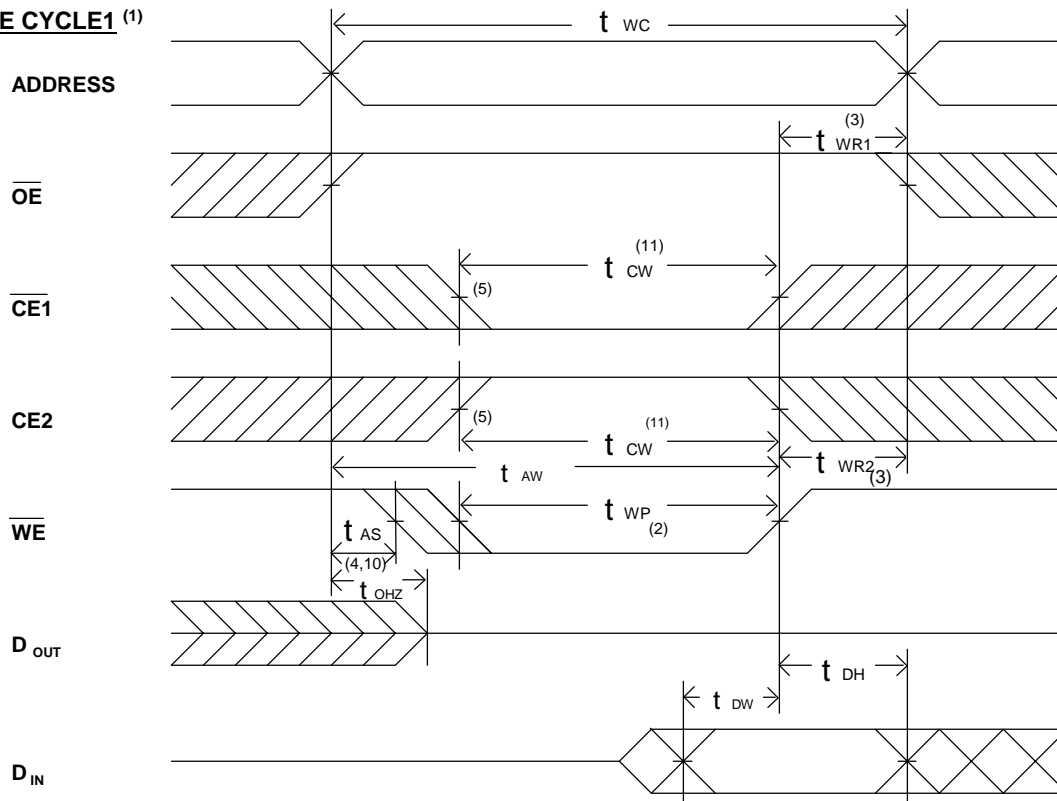 E CYCLE1 (1)
t WC
ADDRESS
(3)
t WR1
OE
(11)
t CW
CE1
(5)
CE2
(5)
(11)
t CW
t AW
t WR2
(3)
WE
t WP
(2)
t AS
(4,10)
t OHZ
D OUT
t DH
t DW
D IN